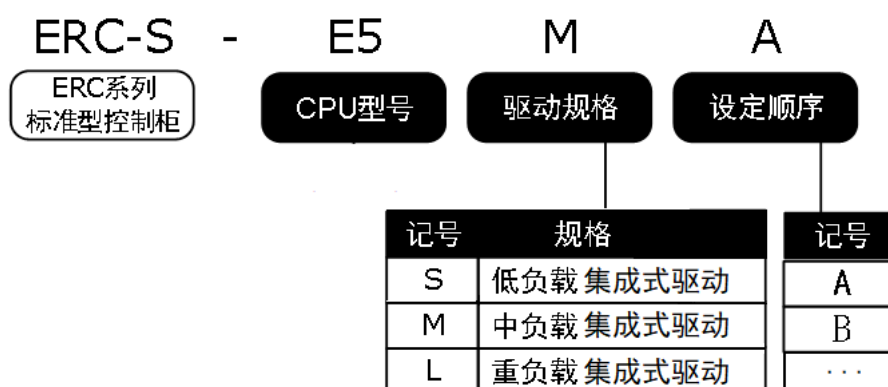 ERC-S - E5 M A
ERC系列
标准型控制柜
CPU型号
驱动规格
设定顺序
记号 规格
S 低负载 集成式驱动
M 中负载 集成式驱动
L 重负载 集成式驱动
记号
A
B
...